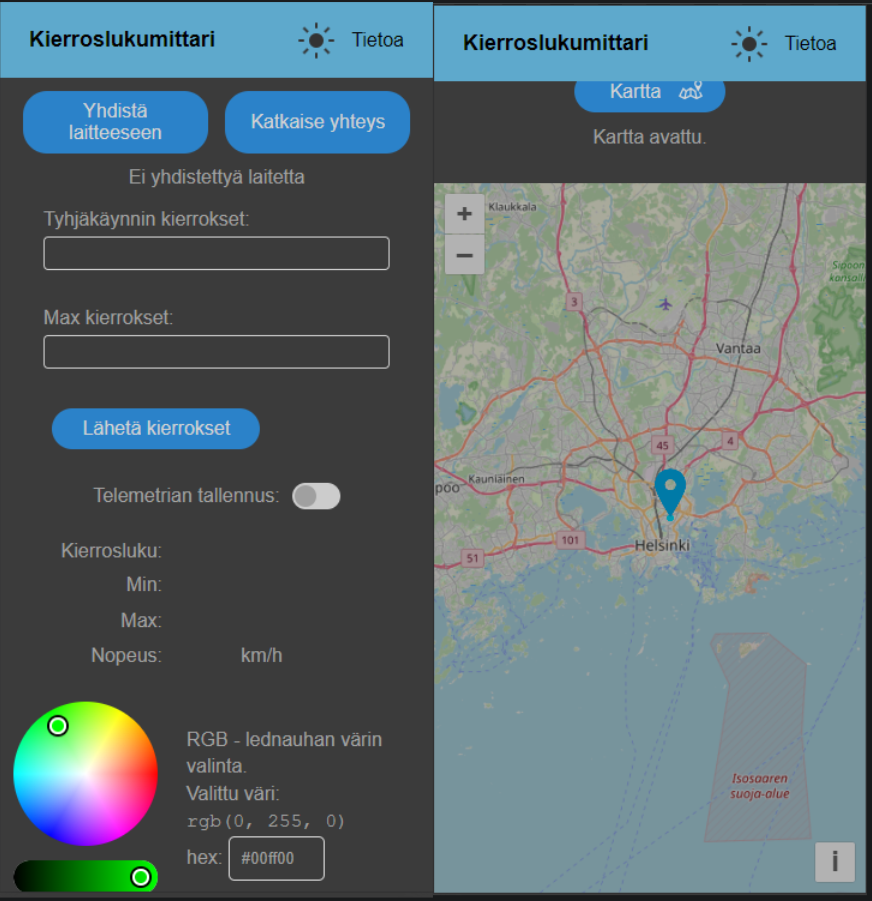 Kierroslukumittari
Tietoa
Yhdistä
laitteeseen
Katkaise yhteys
Ei yhdistettyä laitetta
Tyhjäkäynnin kierrokset:
Max kierrokset:
Lähetä kierrokset
Telemetrian tallennus:
Kierrosluku:
Min:
Max:
Nopeus: km/h
RGB - lednauhan värin
valinta.
Valittu väri:
rgb(0, 255, 0)
hex: #00ff00
Kierroslukumittari
Tietoa
Kartta
Kartta avattu.
+
−
Klaukkala
Sipoon
kansalli
3
Vantaa
45
4
Kauniainen
poo
101
51
Helsinki
Isosaaren
suoja-alue
i